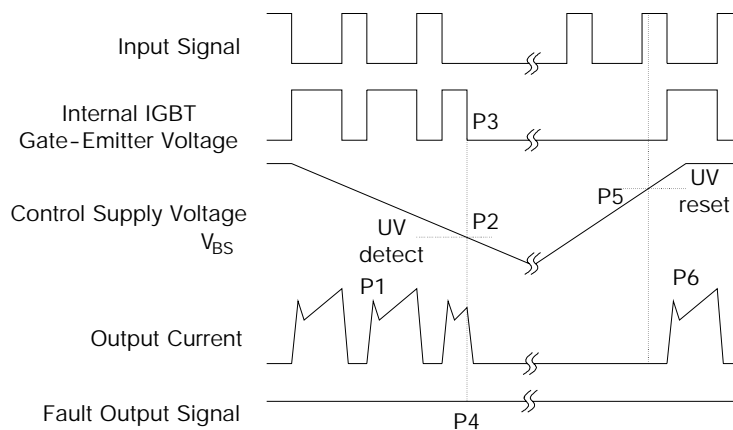 Input Signal
Internal IGBT
Gate-Emitter Voltage
P3
Control Supply Voltage
VBS
UV
detect
P2
P5
UV
reset
P1
P6
Output Current
Fault Output Signal
P4